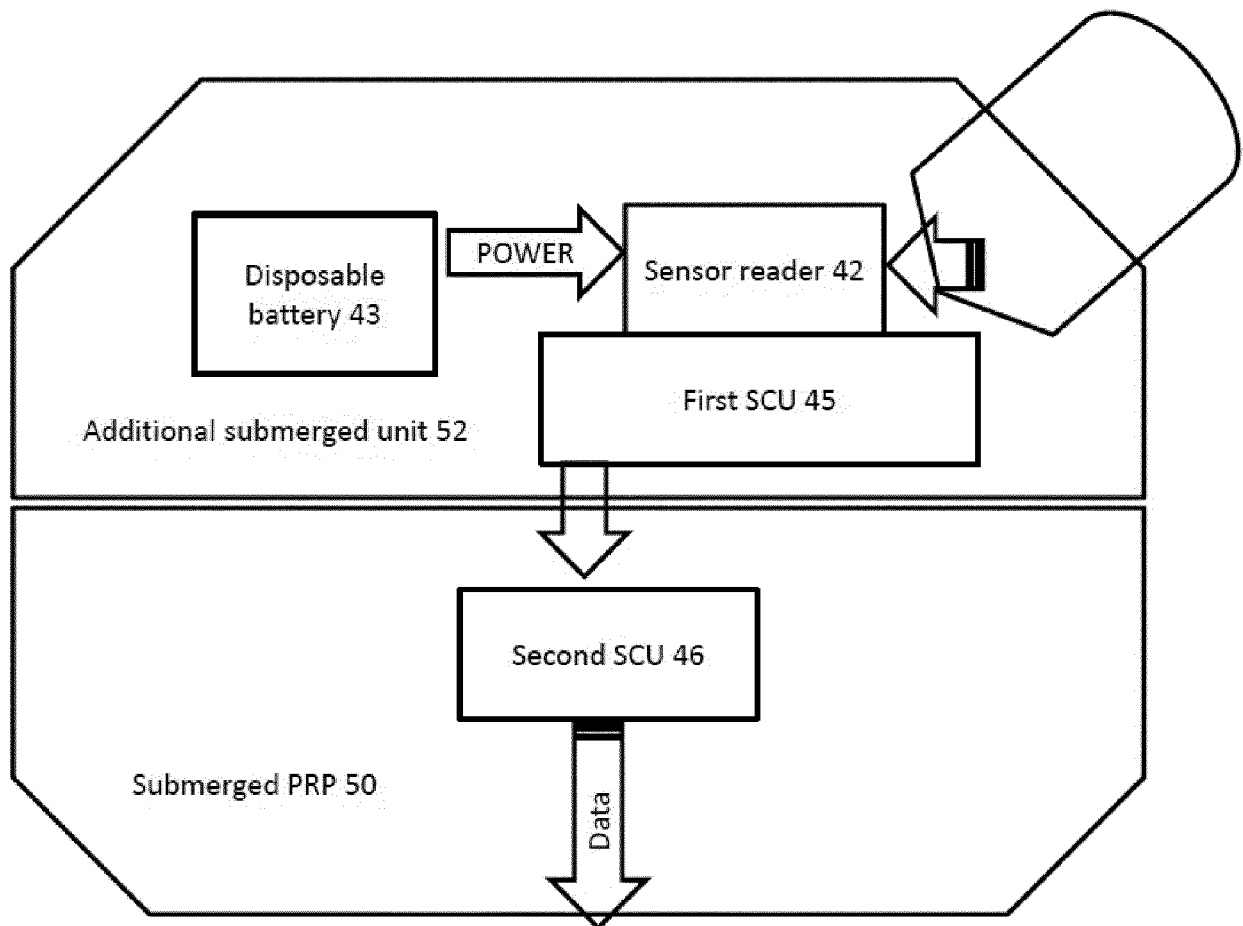 POWER
Disposable
battery 43
Sensor reader 42
First SCU 45
Additional submerged unit 52
Second SCU 46
Submerged PRP 50
Data